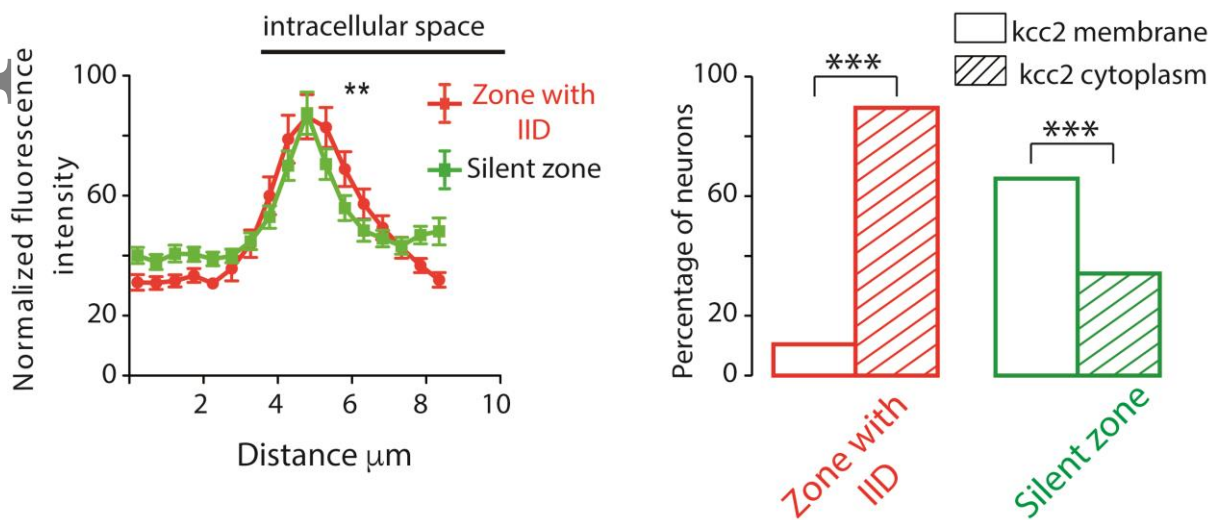 intracellular space
Normalized fluorescence
intensity
100
60
20
0
2
4
6
8
10
Distance μm
**
Zone with
IID
Silent zone
kcc2 membrane
kcc2 cytoplasm
Percentage of neurons
100
60
20
0
***
***
Zone with
IID
Silent zone